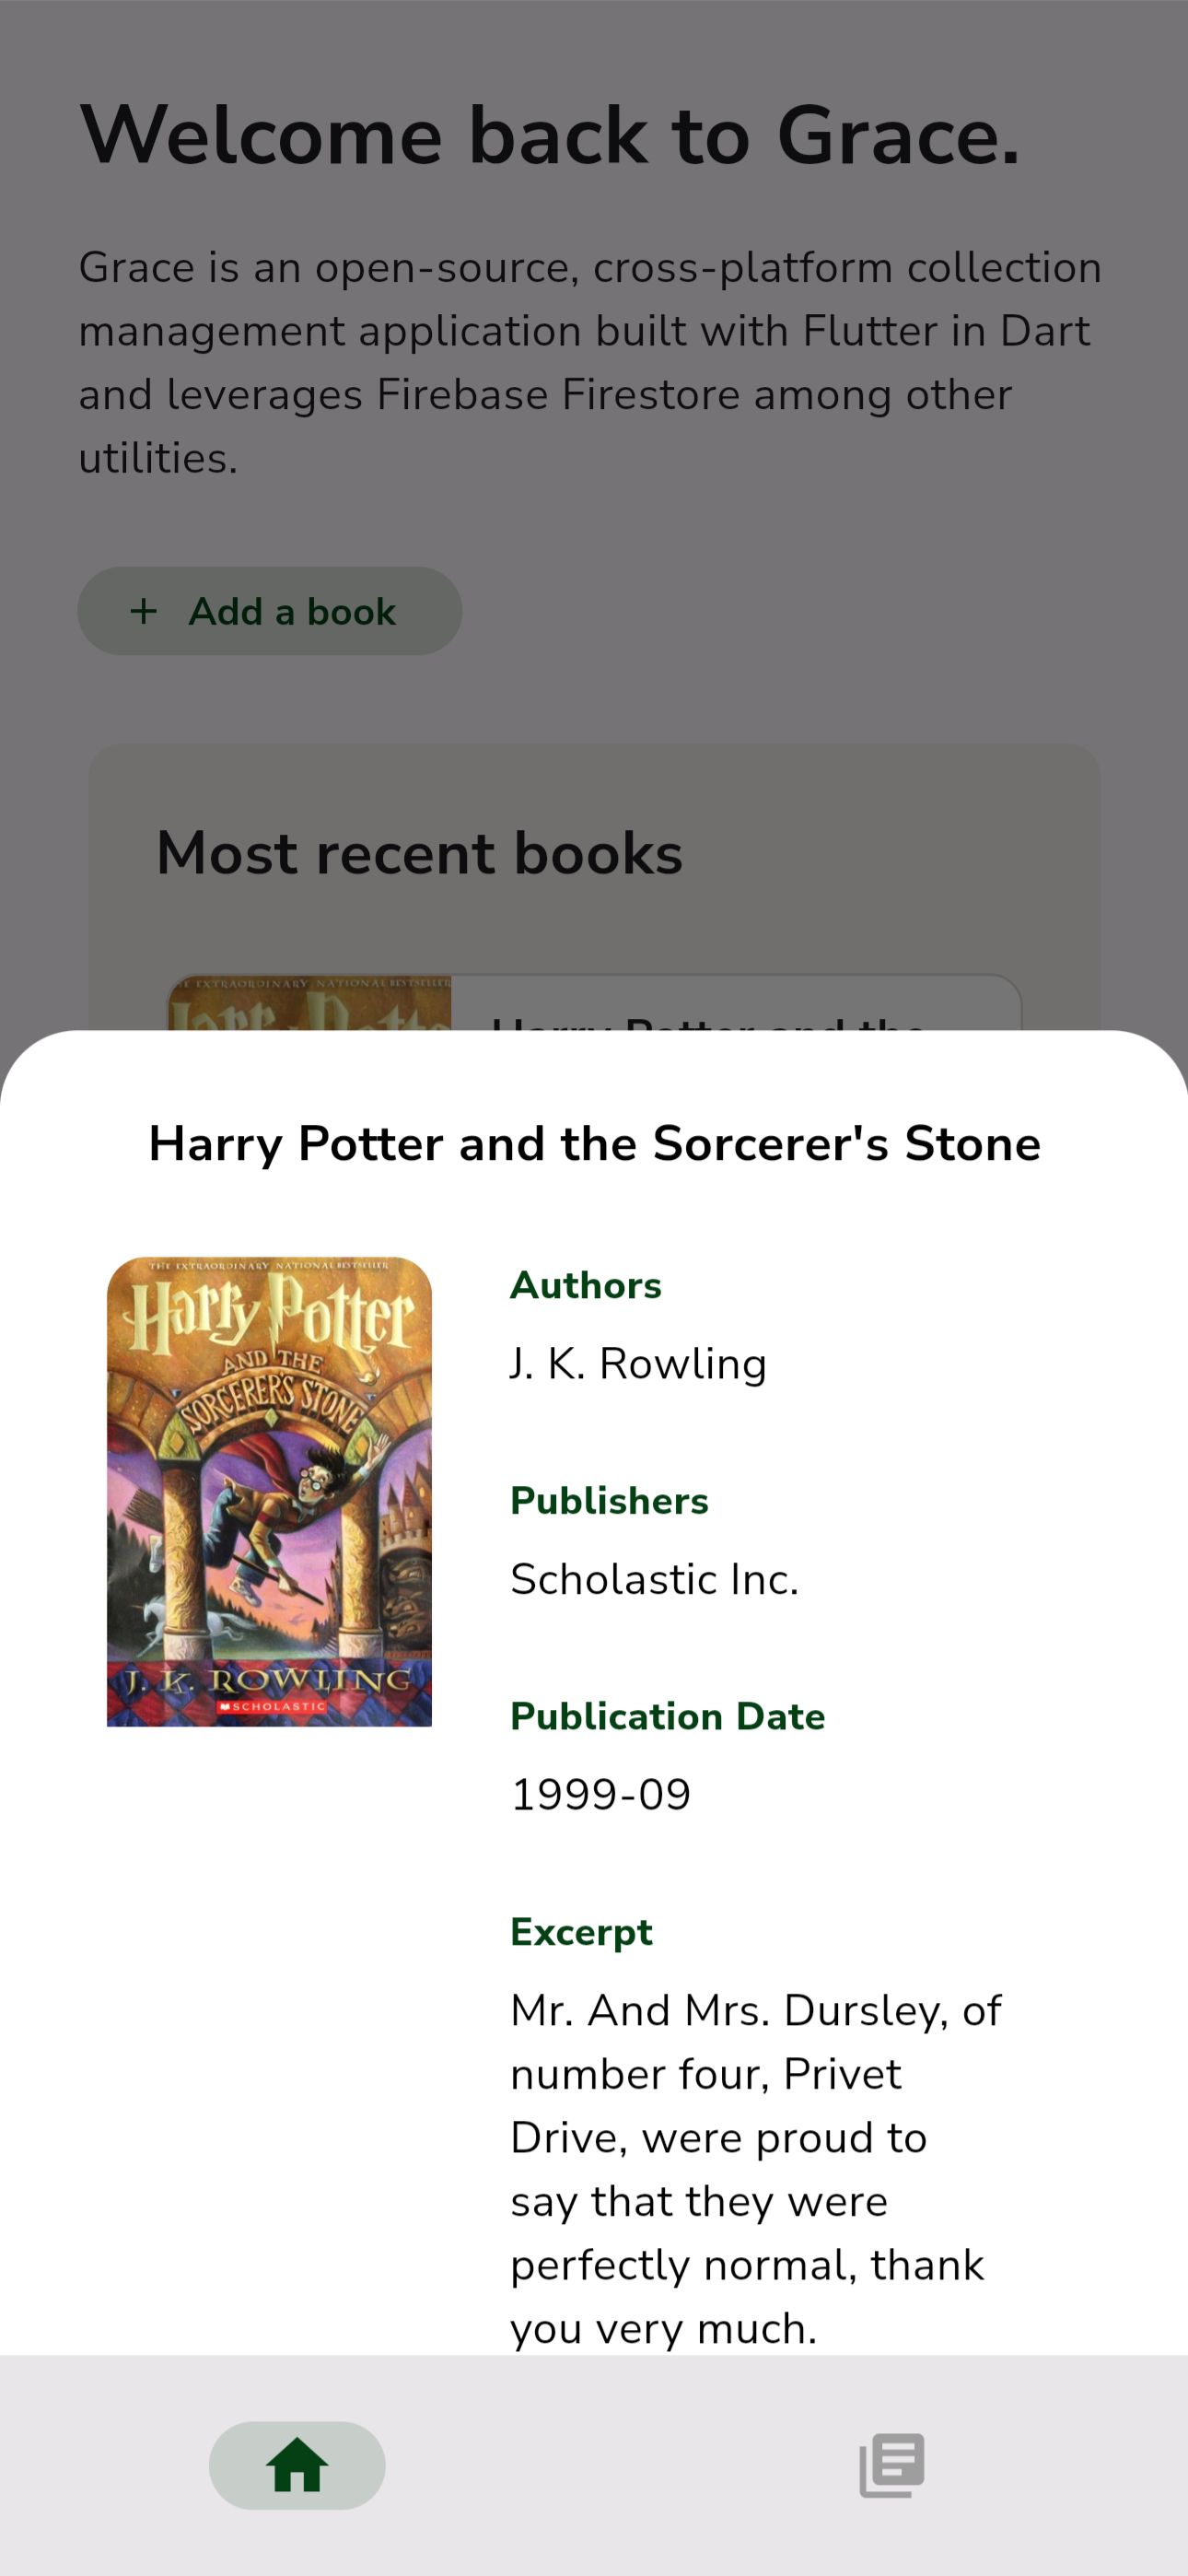 Welcome back to Grace.
Grace is an open-source, cross-platform collection
management application built with Flutter in Dart
and leverages Firebase Firestore among other
utilities.
+ Add a book
Most recent books
EXTRAORDINARY NATIONAL BESTSELLER
Harry Potter and the
Harry Potter and the Sorcerer's Stone
THE EXTRAORDINARY NATIONAL BESTSELLER
Harry Potter
AND THE
SORCERER'S STONE
J. K. ROWLING
SCHOLASTIC
Authors
J. K. Rowling
Publishers
Scholastic Inc.
Publication Date
1999-09
Excerpt
Mr. And Mrs. Dursley, of
number four, Privet
Drive, were proud to
say that they were
perfectly normal, thank
you very much.